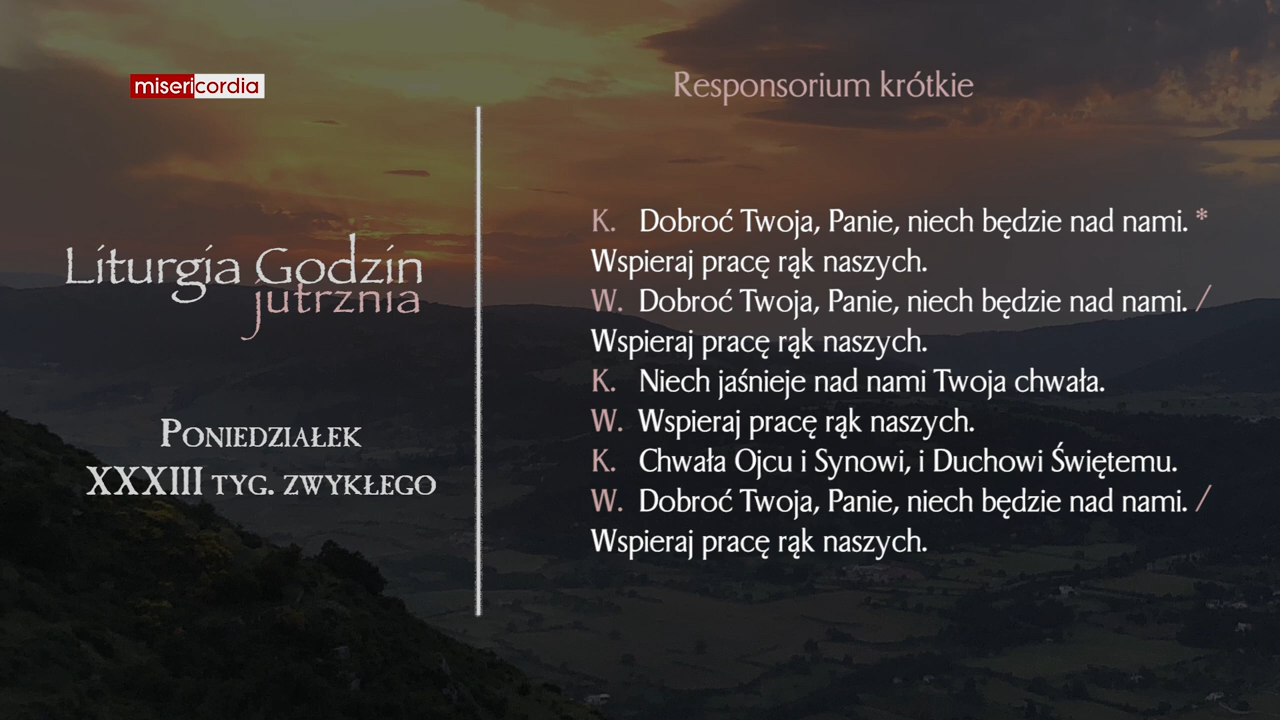 misericordia
Liturgia Godzin
jutrznia
Poniedziałek
XXXIII tyg. zwykłego
Responsorium krótkie
K. Dobroć Twoja, Panie, niech będzie nad nami. *
Wspieraj pracę rąk naszych.
W. Dobroć Twoja, Panie, niech będzie nad nami. /
Wspieraj pracę rąk naszych.
K. Niech jaśnieje nad nami Twoja chwała.
W. Wspieraj pracę rąk naszych.
K. Chwała Ojcu i Synowi, i Duchowi Świętemu.
W. Dobroć Twoja, Panie, niech będzie nad nami. /
Wspieraj pracę rąk naszych.